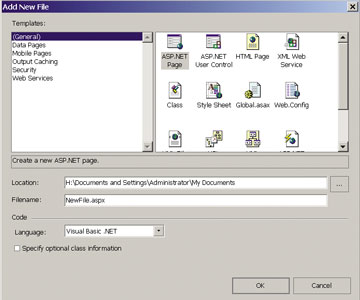 Add New File
Templates:
(General)
Data Pages
Mobile Pages
Output Caching
Security
Web Services
ASP.NET Page
ASP.NET User Control
HTML Page
XML Web Service
Class
Style Sheet
Global.asax
Web.Config
Create a new ASP.NET page.
Location:
H:\Documents and Settings\Administrator\My Documents
...
Filename:
NewFile.aspx
Code
Language:
Visual Basic .NET
Specify optional class information
OK
Cancel